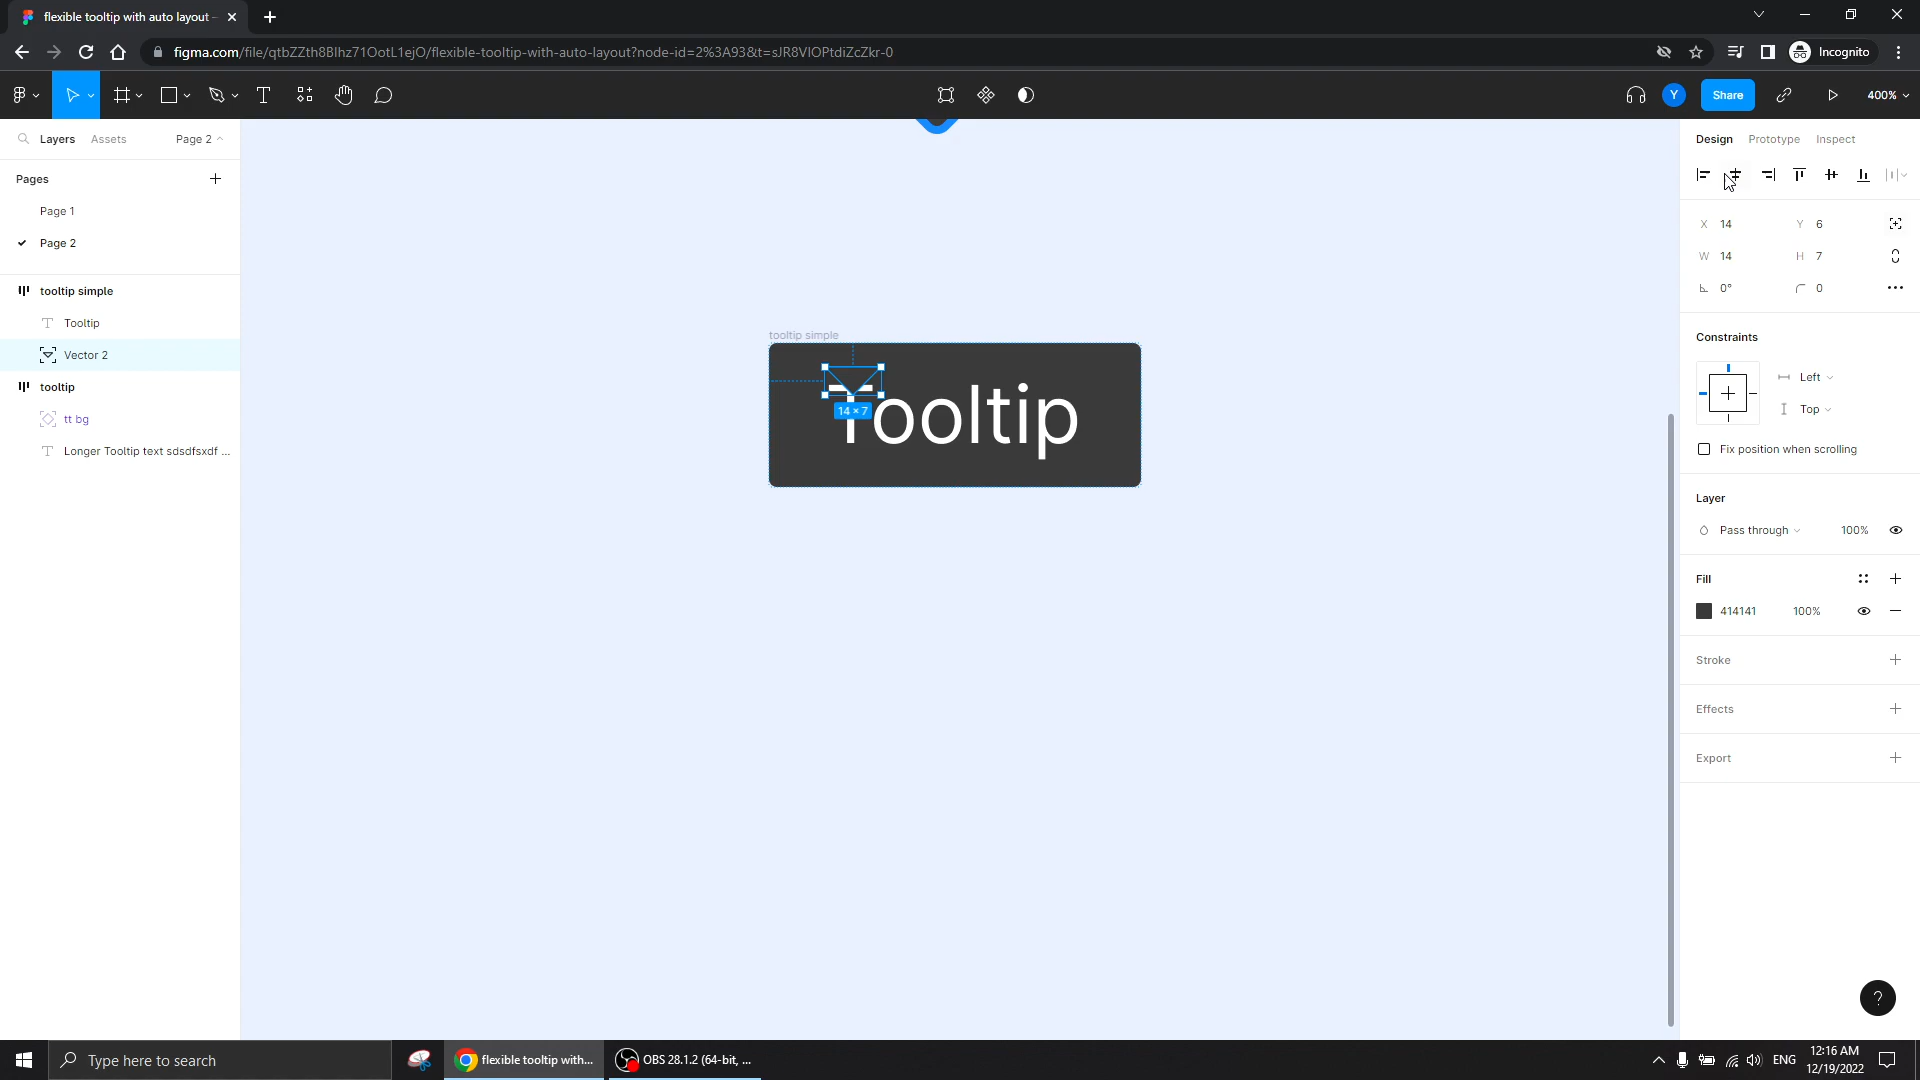 flexible tooltip with auto layout –
figma.com/file/qtbZZth8Blhz71OotL1ejO/flexible-tooltip-with-auto-layout?node-id=2%3A93&t=sJR8VIOPtdiZcZkr-0
Incognito
Y
Share
400%
Layers
Assets
Page 2
Pages
Page 1
Page 2
tooltip simple
Tooltip
Vector 2
tooltip
tt bg
Longer Tooltip text sdsdfsxdf ...
tooltip simple
Tooltip
14 × 7
Design
Prototype
Inspect
X 14
Y 6
W 14
H 7
0°
0
Constraints
Left
Top
Fix position when scrolling
Layer
Pass through
100%
Fill
414141
100%
Stroke
Effects
Export
?
Type here to search
flexible tooltip with...
OBS 28.1.2 (64-bit, ...
ENG
12:16 AM
12/19/2022